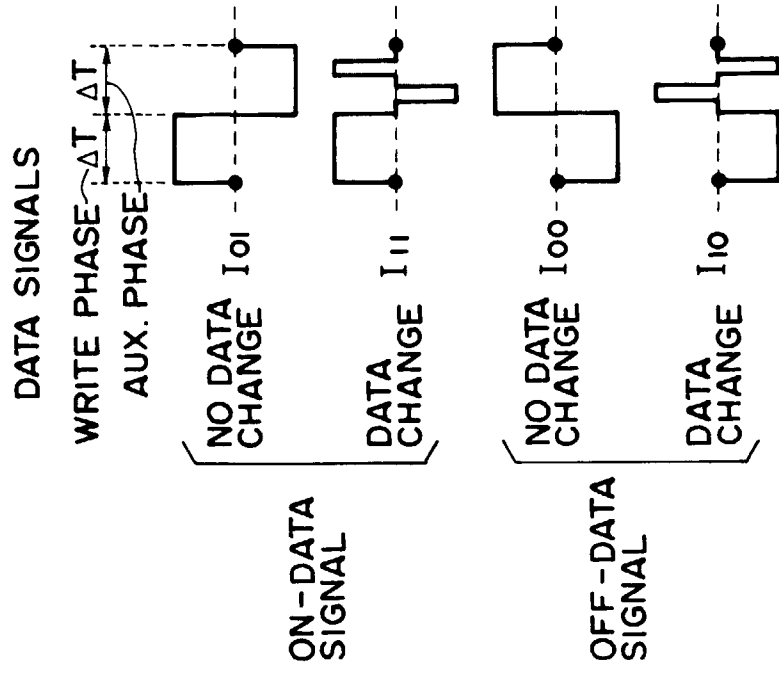 DATA SIGNALS
WRITE PHASE ΔT ΔT
AUX. PHASE
ON-DATA
SIGNAL
NO DATA
CHANGE I01
DATA
CHANGE I11
OFF-DATA
SIGNAL
NO DATA
CHANGE I00
DATA
CHANGE I10